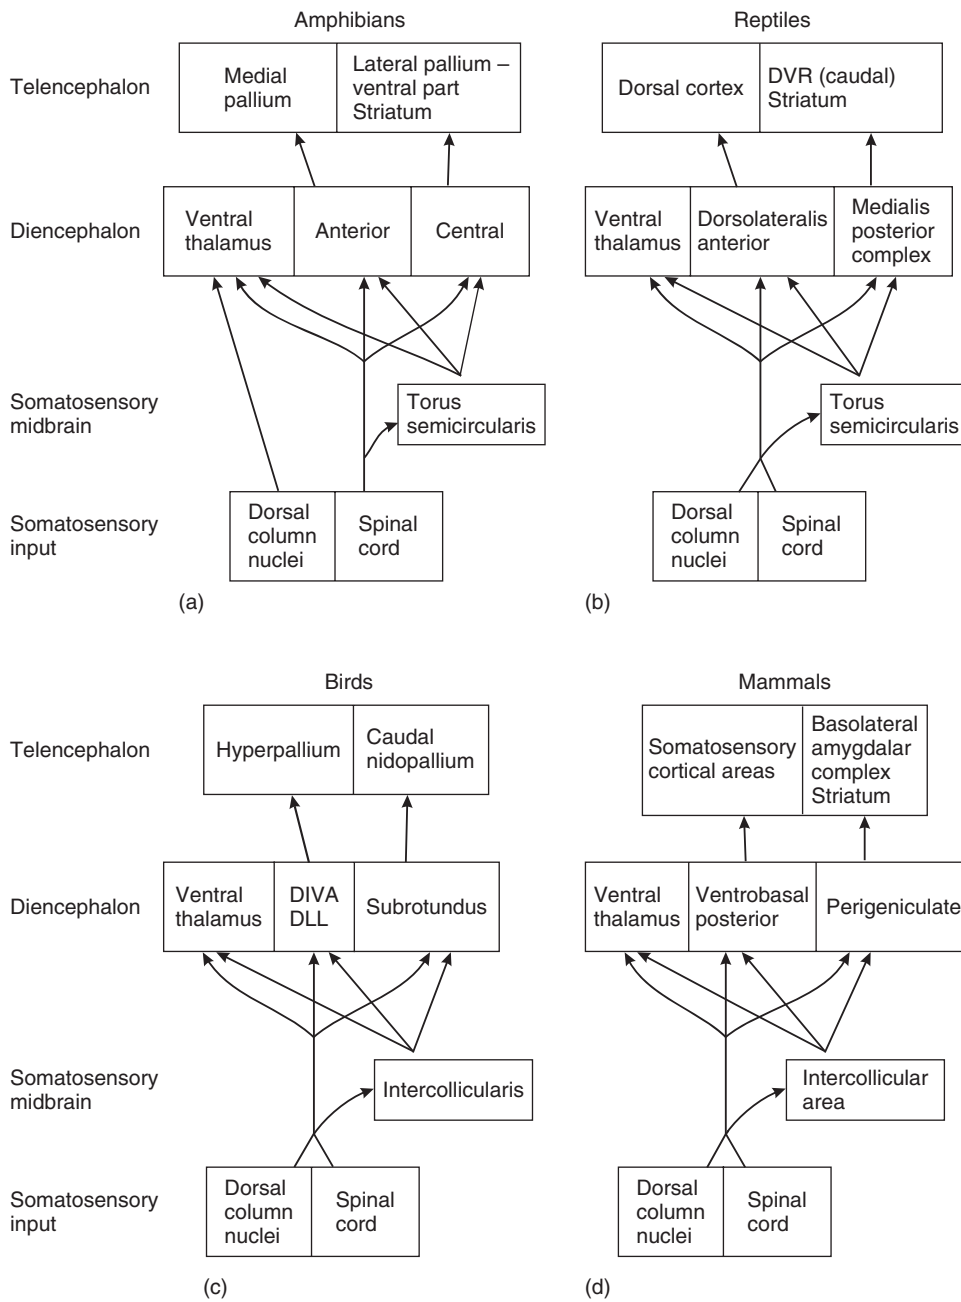 Amphibians
Telencephalon
Medial
pallium
Lateral pallium –
ventral part
Striatum
Diencephalon
Ventral
thalamus
Anterior
Central
Somatosensory
midbrain
Torus
semicircularis
Somatosensory
input
Dorsal
column
nuclei
Spinal
cord
(a)
Reptiles
Dorsal cortex
DVR (caudal)
Striatum
Ventral
thalamus
Dorsolateralis
anterior
Medialis
posterior
complex
Torus
semicircularis
Dorsal
column
nuclei
Spinal
cord
(b)
Birds
Telencephalon
Hyperpallium
Caudal
nidopallium
Diencephalon
Ventral
thalamus
DIVA
DLL
Subrotundus
Somatosensory
midbrain
Intercollicularis
Somatosensory
input
Dorsal
column
nuclei
Spinal
cord
(c)
Mammals
Somatosensory
cortical areas
Basolateral
amygdalar
complex
Striatum
Ventral
thalamus
Ventrobasal
posterior
Perigeniculate
Intercollicular
area
Dorsal
column
nuclei
Spinal
cord
(d)